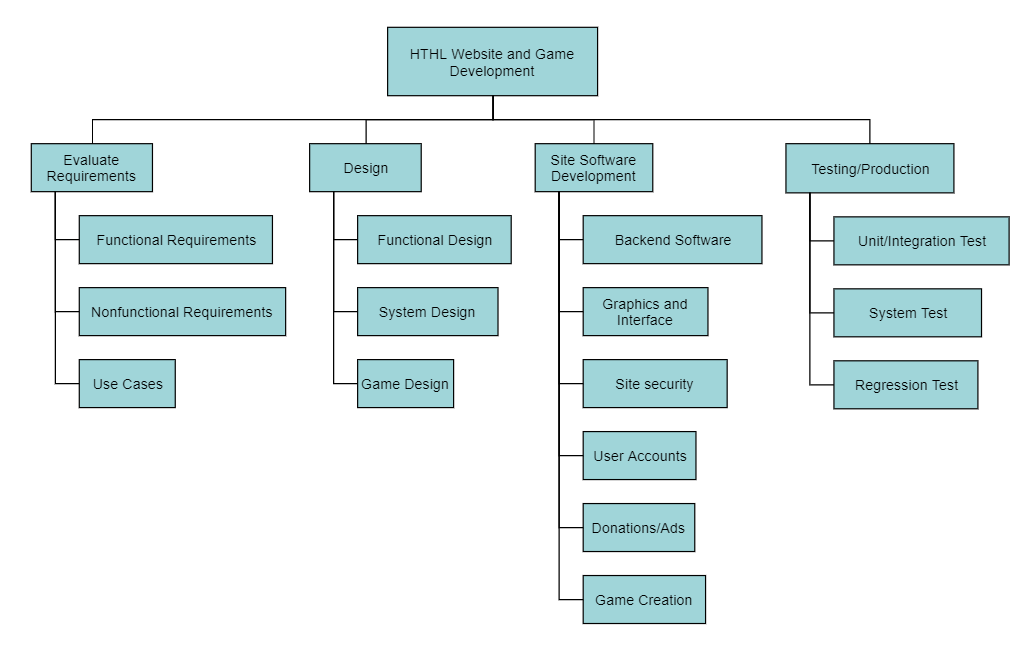 HTHL Website and Game
Development
Evaluate
Requirements
Functional Requirements
Nonfunctional Requirements
Use Cases
Design
Functional Design
System Design
Game Design
Site Software
Development
Backend Software
Graphics and
Interface
Site security
User Accounts
Donations/Ads
Game Creation
Testing/Production
Unit/Integration Test
System Test
Regression Test